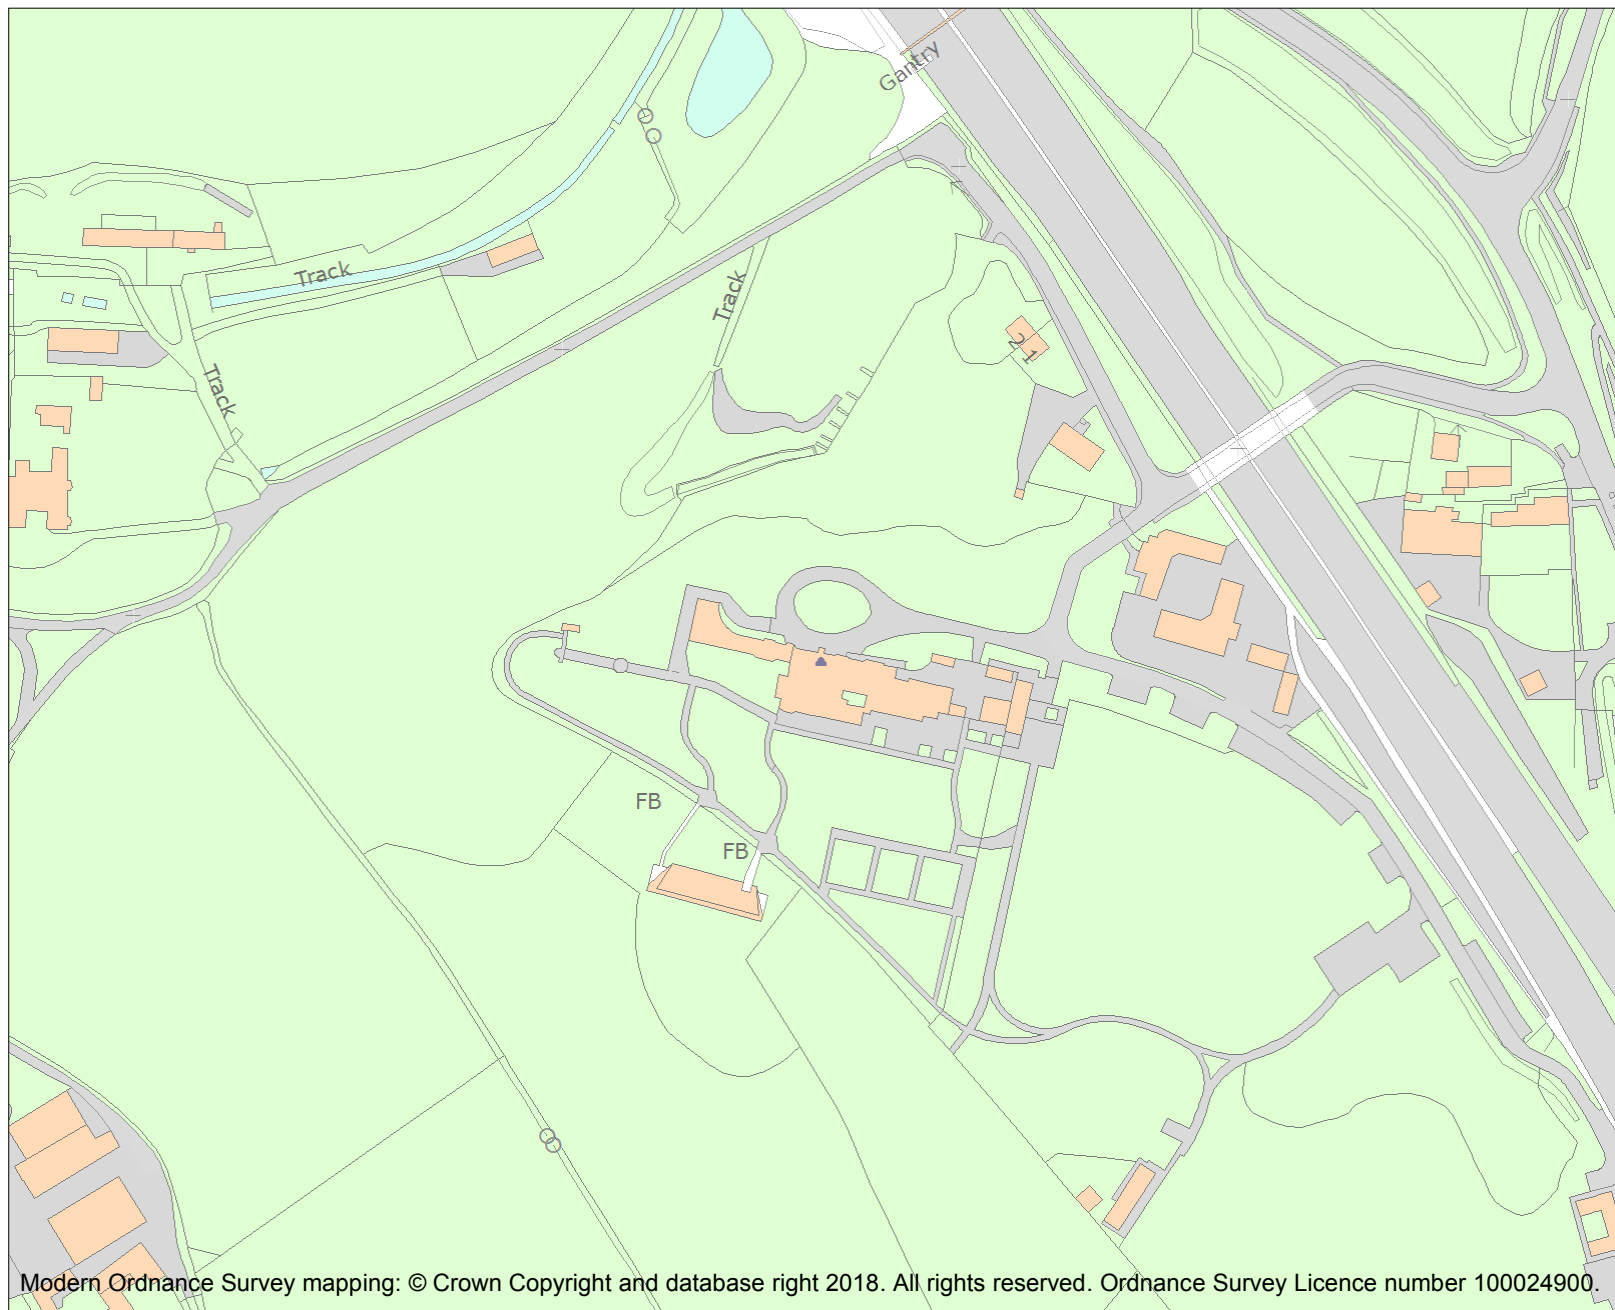 Gantry
Track
Track
2
1
Track
FB
FB
Modern Ordnance Survey mapping: © Crown Copyright and database right 2018. All rights reserved. Ordnance Survey Licence number 100024900.